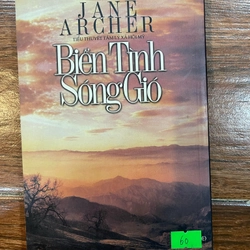 JANE
ARCHER
TIỂU THUYẾT TÂM LÝ XÃ HỘI MỸ
Biển Tình
Sóng Gió
60